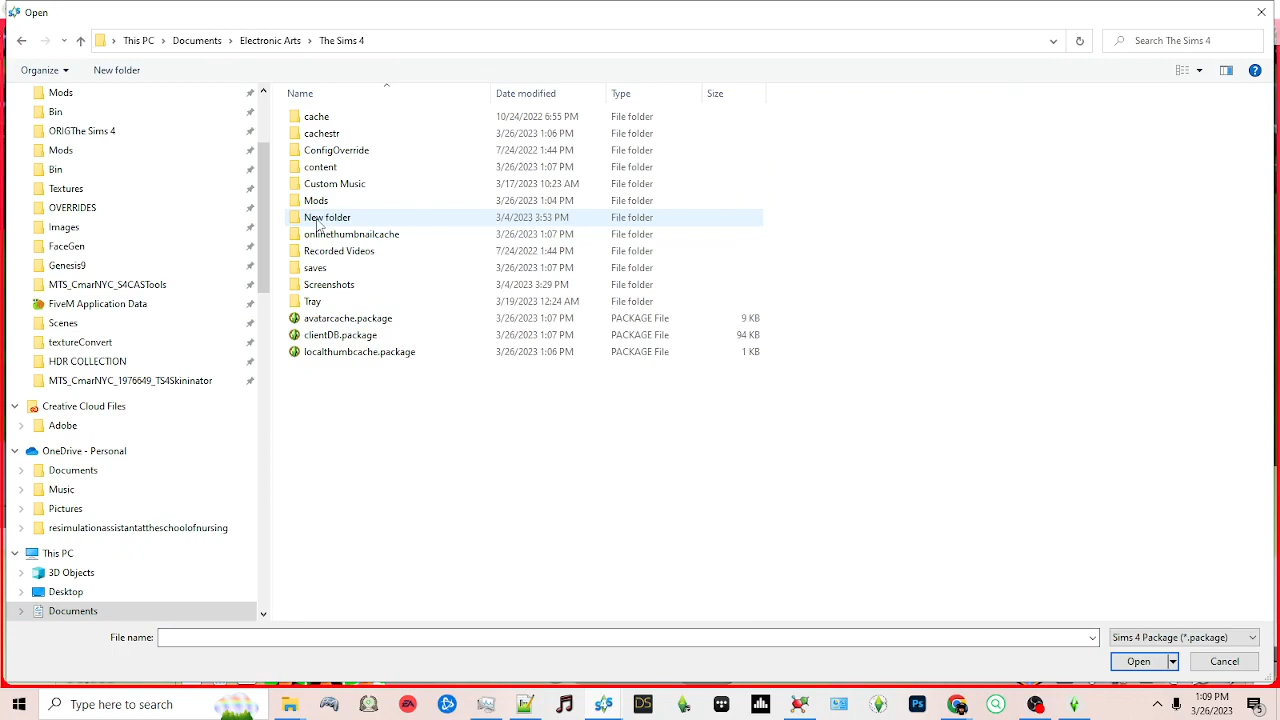 Open
This PC > Documents > Electronic Arts > The Sims 4
Search The Sims 4
Organize
New folder
Mods
Bin
ORIGThe Sims 4
Mods
Bin
Textures
OVERRIDES
Images
FaceGen
Genesis9
MTS_CmarNYC_S4CASTools
FiveM Application Data
Scenes
textureConvert
HDR COLLECTION
MTS_CmarNYC_1976649_TS4Skininator
Creative Cloud Files
Adobe
OneDrive - Personal
Documents
Music
Pictures
resimulationassistantattheschoolofnursing
This PC
3D Objects
Desktop
Documents
Name Date modified Type Size
cache 10/24/2022 6:55 PM File folder
cachestr 3/26/2023 1:06 PM File folder
ConfigOverride 7/24/2022 1:44 PM File folder
content 3/26/2023 1:07 PM File folder
Custom Music 3/17/2023 10:23 AM File folder
Mods 3/26/2023 1:04 PM File folder
New folder 3/4/2023 3:53 PM File folder
onlinethumbnailcache 3/26/2023 1:07 PM File folder
Recorded Videos 7/24/2022 1:44 PM File folder
saves 3/26/2023 1:07 PM File folder
Screenshots 3/4/2023 3:29 PM File folder
Tray 3/19/2023 12:24 AM File folder
avatarcache.package 3/26/2023 1:07 PM PACKAGE File 9 KB
clientDB.package 3/26/2023 1:07 PM PACKAGE File 94 KB
localthumbcache.package 3/26/2023 1:06 PM PACKAGE File 1 KB
File name:
Sims 4 Package (*.package)
Open
Cancel
Type here to search
DS
Ps
1:09 PM
3/26/2023
5